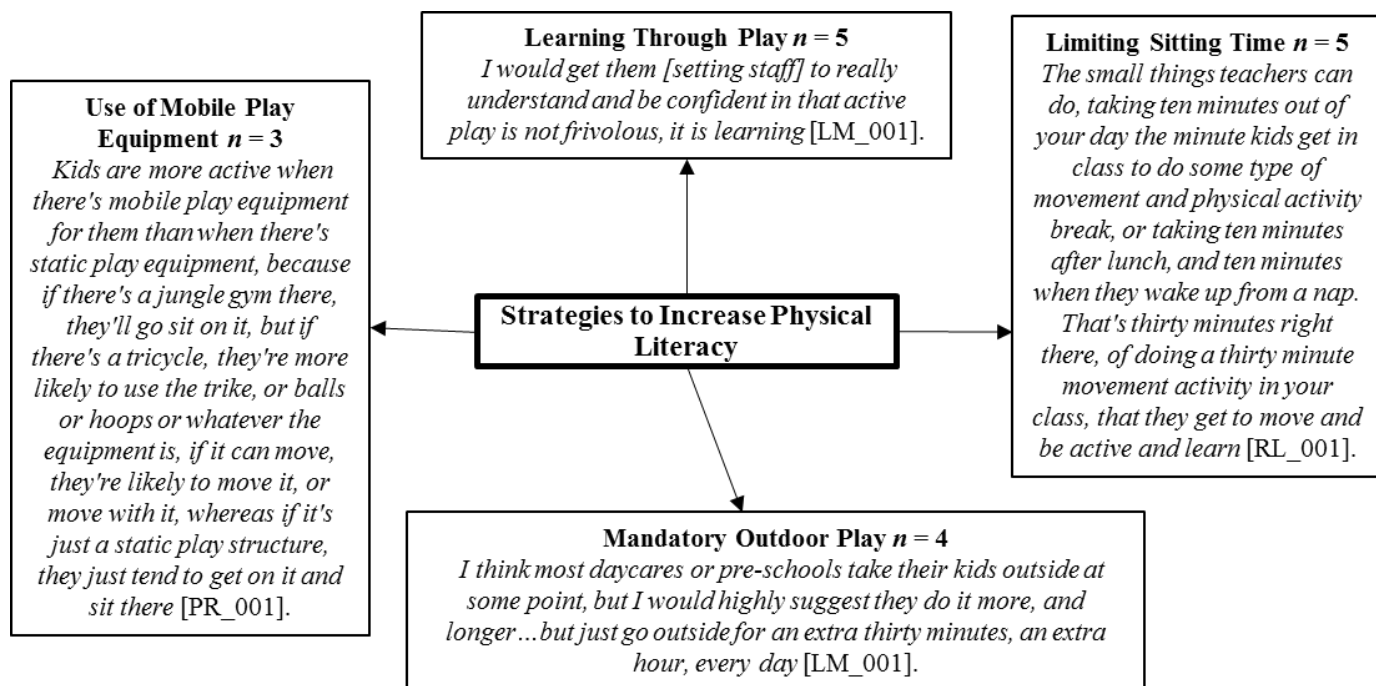 Learning Through Play n = 5
I would get them [setting staff] to really
understand and be confident in that active
play is not frivolous, it is learning [LM_001].
Limiting Sitting Time n = 5
The small things teachers can
do, taking ten minutes out of
your day the minute kids get in
class to do some type of
movement and physical activity
break, or taking ten minutes
after lunch, and ten minutes
when they wake up from a nap.
That's thirty minutes right
there, of doing a thirty minute
movement activity in your
class, that they get to move and
be active and learn [RL_001].
Use of Mobile Play
Equipment n = 3
Kids are more active when
there's mobile play equipment
for them than when there's
static play equipment, because
if there's a jungle gym there,
they'll go sit on it, but if
there's a tricycle, they're more
likely to use the trike, or balls
or hoops or whatever the
equipment is, if it can move,
they're likely to move it, or
move with it, whereas if it's
just a static play structure,
they just tend to get on it and
sit there [PR_001].
Strategies to Increase Physical
Literacy
Mandatory Outdoor Play n = 4
I think most daycares or pre-schools take their kids outside at
some point, but I would highly suggest they do it more, and
longer…but just go outside for an extra thirty minutes, an extra
hour, every day [LM_001].